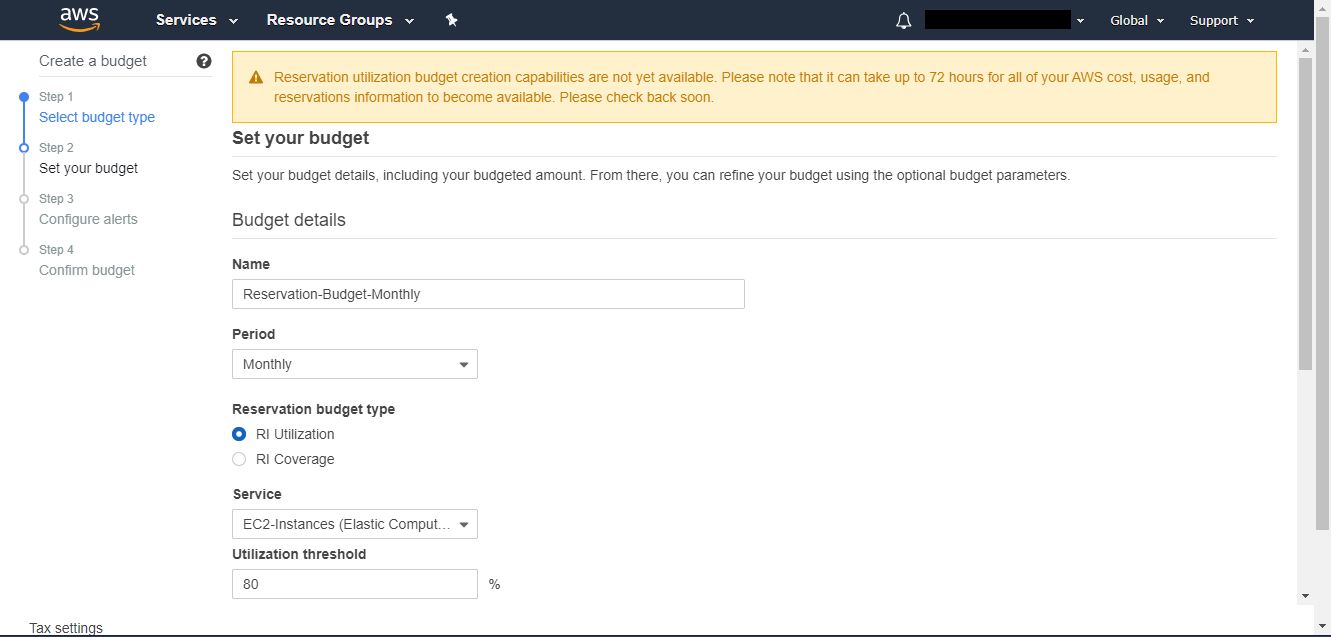 aws Services Resource Groups Global Support
Create a budget ?
Step 1
Select budget type
Step 2
Set your budget
Step 3
Configure alerts
Step 4
Confirm budget
Reservation utilization budget creation capabilities are not yet available. Please note that it can take up to 72 hours for all of your AWS cost, usage, and
reservations information to become available. Please check back soon.
Set your budget
Set your budget details, including your budgeted amount. From there, you can refine your budget using the optional budget parameters.
Budget details
Name
Reservation-Budget-Monthly
Period
Monthly
Reservation budget type
RI Utilization
RI Coverage
Service
EC2-Instances (Elastic Comput...
Utilization threshold
80 %
Tax settings